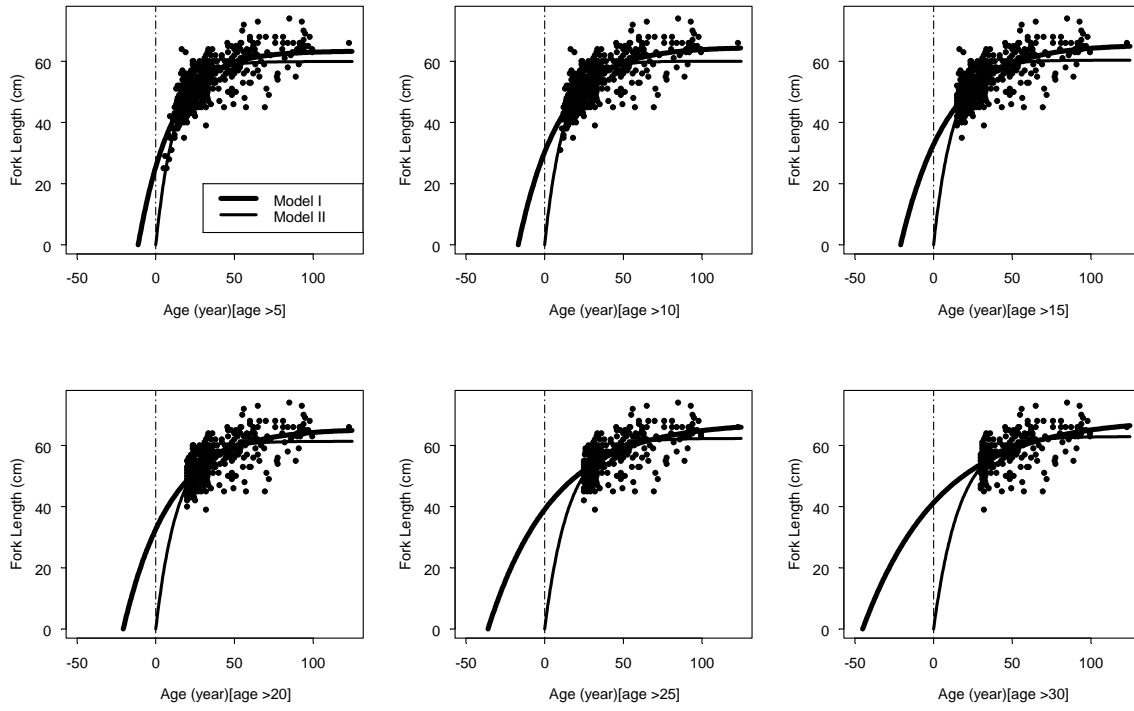 60
40
20
0
Fork Length (cm)
Model I
Model II
-50 0 50 100
Age (year)[age >5]
60
40
20
0
Fork Length (cm)
-50 0 50 100
Age (year)[age >10]
60
40
20
0
Fork Length (cm)
-50 0 50 100
Age (year)[age >15]
60
40
20
0
Fork Length (cm)
-50 0 50 100
Age (year)[age >20]
60
40
20
0
Fork Length (cm)
-50 0 50 100
Age (year)[age >25]
60
40
20
0
Fork Length (cm)
-50 0 50 100
Age (year)[age >30]